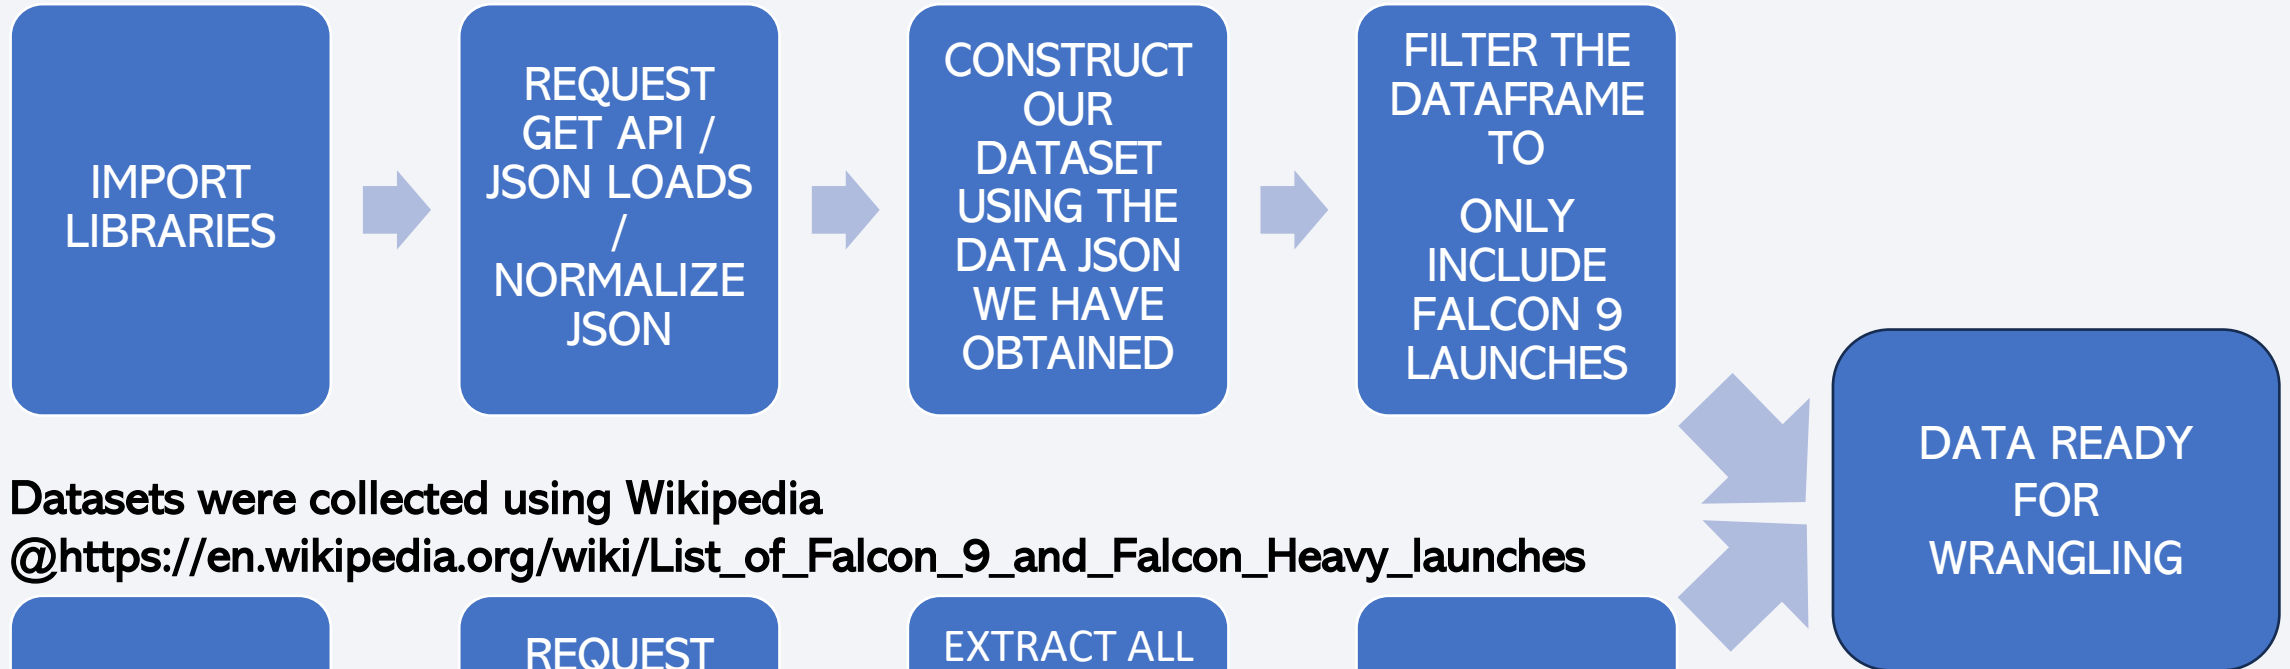 IMPORT
LIBRARIES
REQUEST
GET API /
JSON LOADS
/
NORMALIZE
JSON
CONSTRUCT
OUR
DATASET
USING THE
DATA JSON
WE HAVE
OBTAINED
FILTER THE
DATAFRAME
TO
ONLY
INCLUDE
FALCON 9
LAUNCHES
DATA READY
FOR
WRANGLING
Datasets were collected using Wikipedia
@https://en.wikipedia.org/wiki/List_of_Falcon_9_and_Falcon_Heavy_launches
REQUEST
EXTRACT ALL